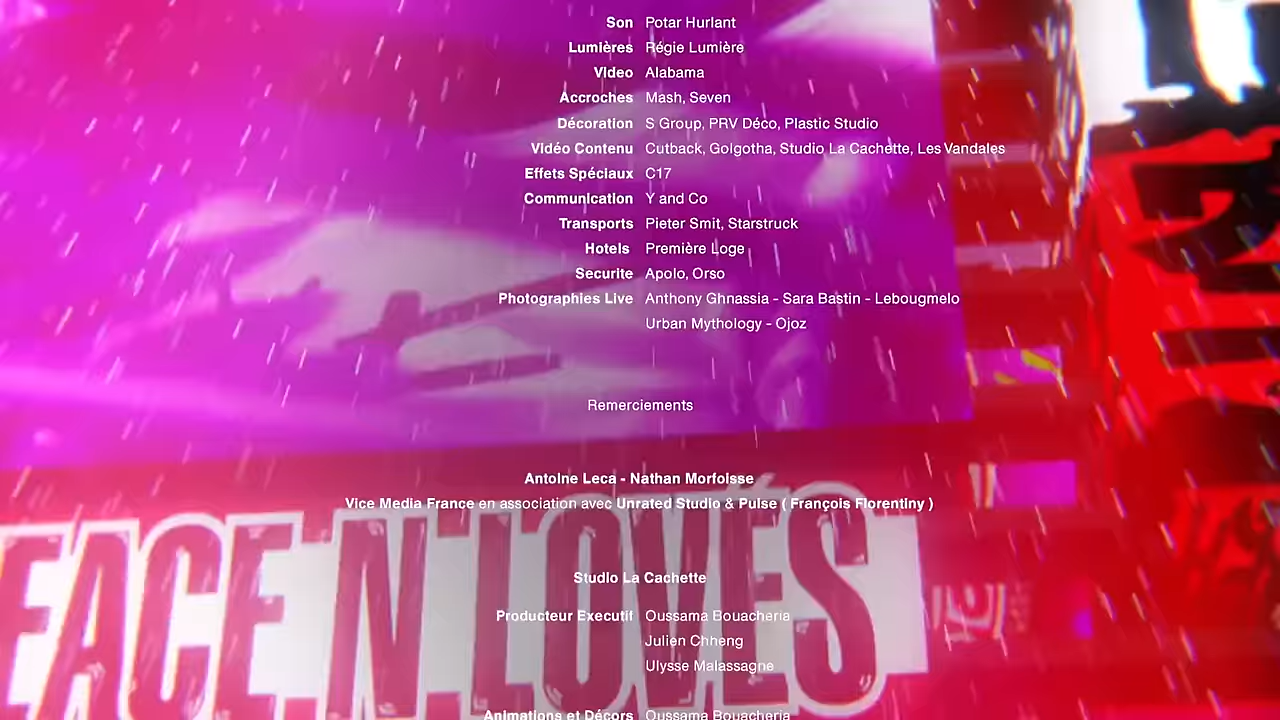 Son Potar Hurlant
Lumières Régie Lumière
Video Alabama
Accroches Mash, Seven
Décoration S Group, PRV Déco, Plastic Studio
Vidéo Contenu Cutback, Golgotha, Studio La Cachette, Les Vandales
Effets Spéciaux C17
Communication Y and Co
Transports Pieter Smit, Starstruck
Hotels Première Loge
Securite Apolo, Orso
Photographies Live Anthony Ghnassia - Sara Bastin - Lebougmelo
Urban Mythology - Ojoz
Remerciements
Antoine Leca - Nathan Morfoisse
Vice Media France en association avec Unrated Studio & Pulse ( François Florentiny )
FACE N.LOVÉS
Studio La Cachette
Producteur Executif Oussama Bouacheria
Julien Chheng
Ulysse Malassagne
Animations et Décors Oussama Bouacheria